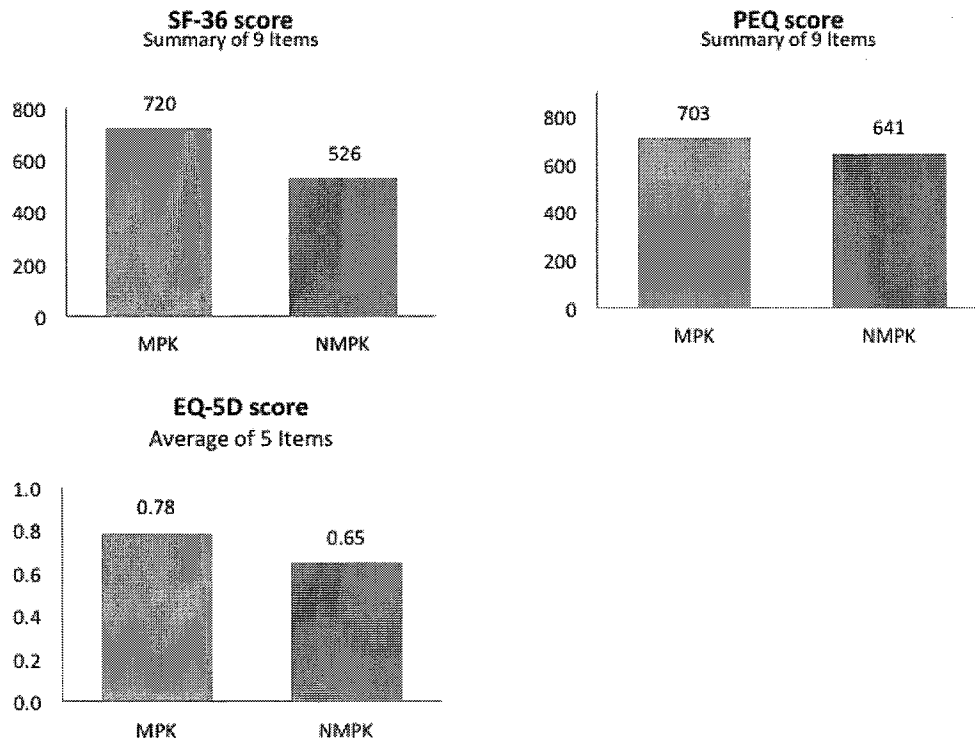 SF-36 score
Summary of 9 Items
800
600
400
200
0
720
526
MPK
NMPK
PEQ score
Summary of 9 Items
800
600
400
200
0
703
641
MPK
NMPK
EQ-5D score
Average of 5 Items
1.0
0.8
0.6
0.4
0.2
0.0
0.78
0.65
MPK
NMPK